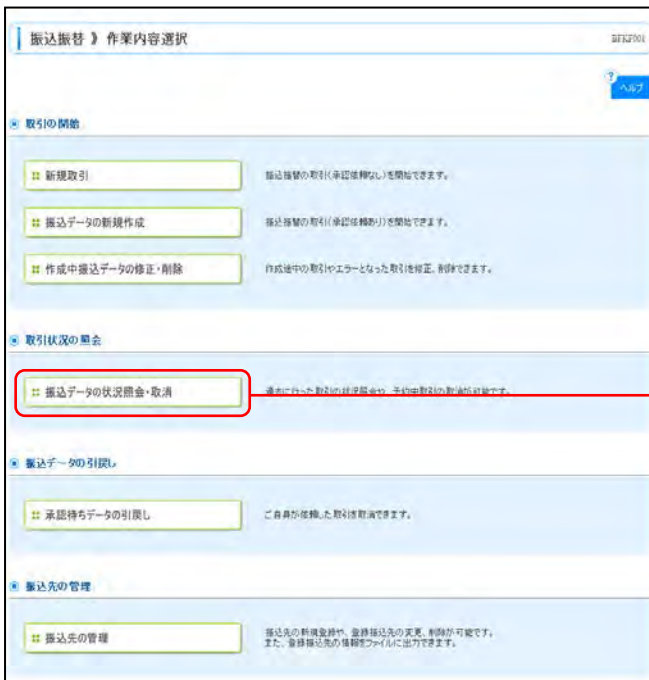 振込振替 》 作業内容選択
BFKF001
?
ヘルプ
取引の開始
新規取引
振込振替の取引(承認依頼なし)を開始できます。
振込データの新規作成
振込振替の取引(承認依頼あり)を開始できます。
作成中振込データの修正・削除
作成途中の取引やエラーとなった取引を修正、削除できます。
取引状況の照会
振込データの状況照会・取消
過去に行った取引の状況照会や、予約中取引の取消が可能です。
振込データの引戻し
承認待ちデータの引戻し
ご自身が依頼した取引を取消できます。
振込先の管理
振込先の管理
振込先の新規登録や、登録振込先の変更、削除が可能です。
また、登録振込先の情報をファイルに出力できます。